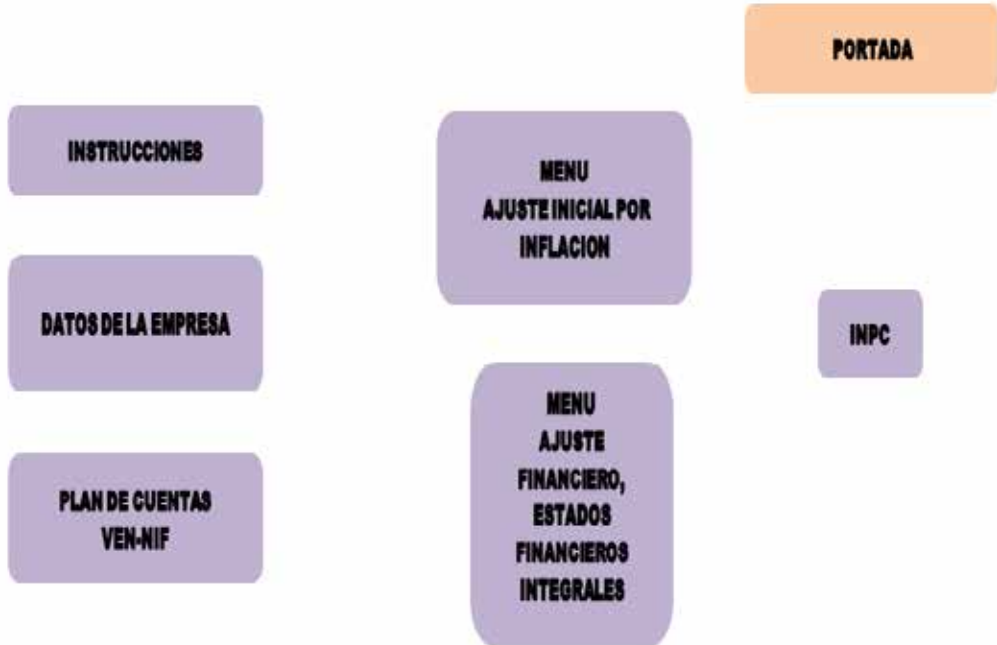 PORTADA
INSTRUCCIONES
MENU
AJUSTE INICIAL POR
INFLACION
DATOS DE LA EMPRESA
INPC
MENU
AJUSTE
FINANCIERO,
ESTADOS
FINANCIEROS
INTEGRALES
PLAN DE CUENTAS
VEN-NIF